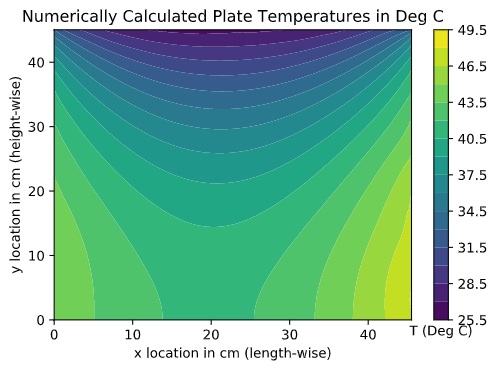 Numerically Calculated Plate Temperatures in Deg C
49.5
46.5
43.5
40.5
37.5
34.5
31.5
28.5
25.5
T (Deg C)
y location in cm (height-wise)
40
30
20
10
0
0 10 20 30 40
x location in cm (length-wise)